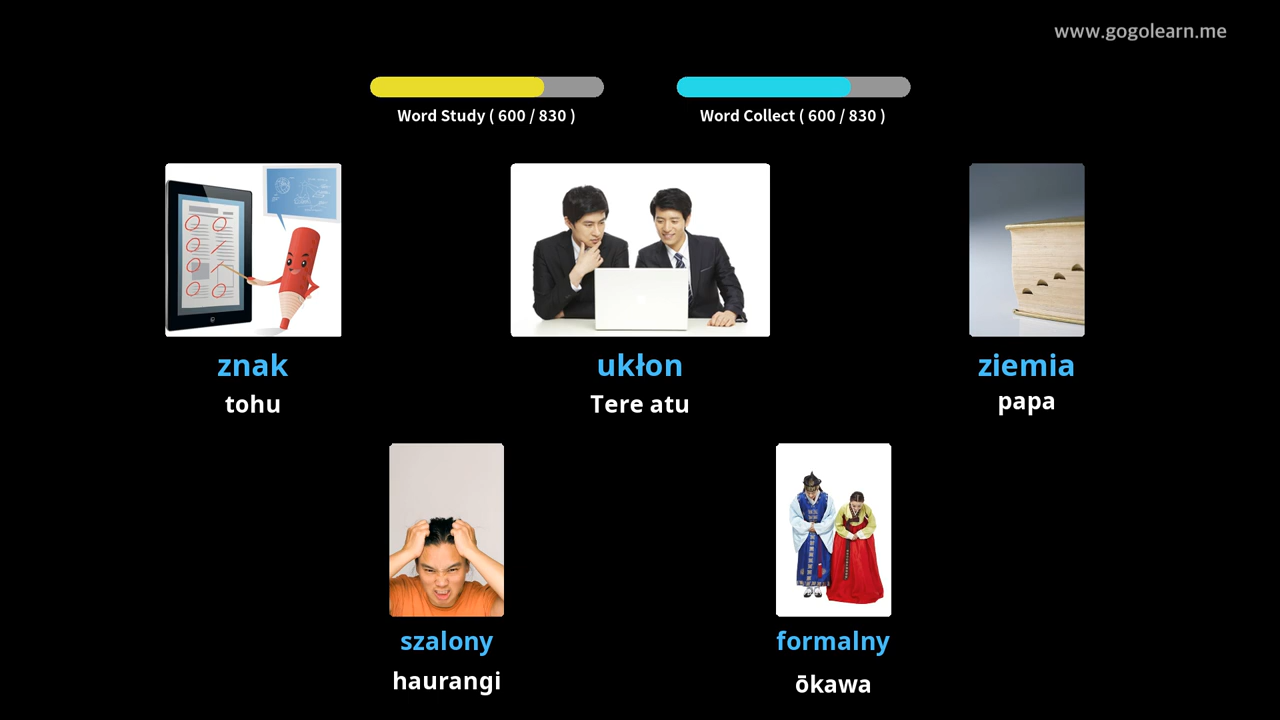 www.gogolearn.me
Word Study ( 600 / 830 )
Word Collect ( 600 / 830 )
znak
tohu
ukłon
Tere atu
ziemia
papa
szalony
haurangi
formalny
ōkawa